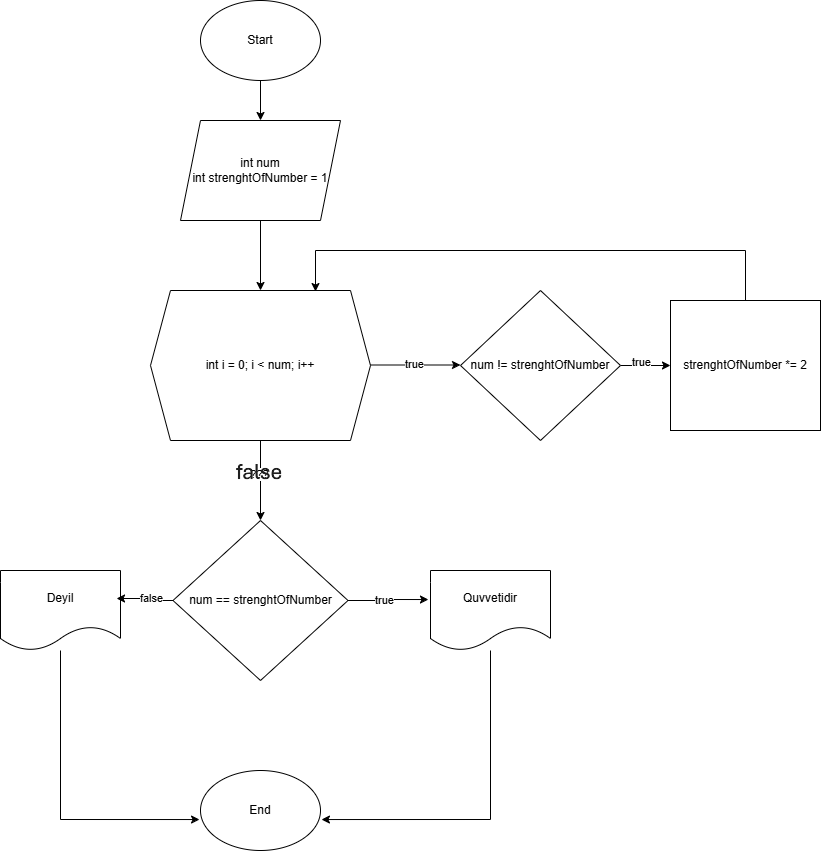 Start
int num
int strenghtOfNumber = 1
int i = 0; i < num; i++
true
num != strenghtOfNumber
true
strenghtOfNumber *= 2
false
num == strenghtOfNumber
false
true
Deyil
Quvvetidir
End